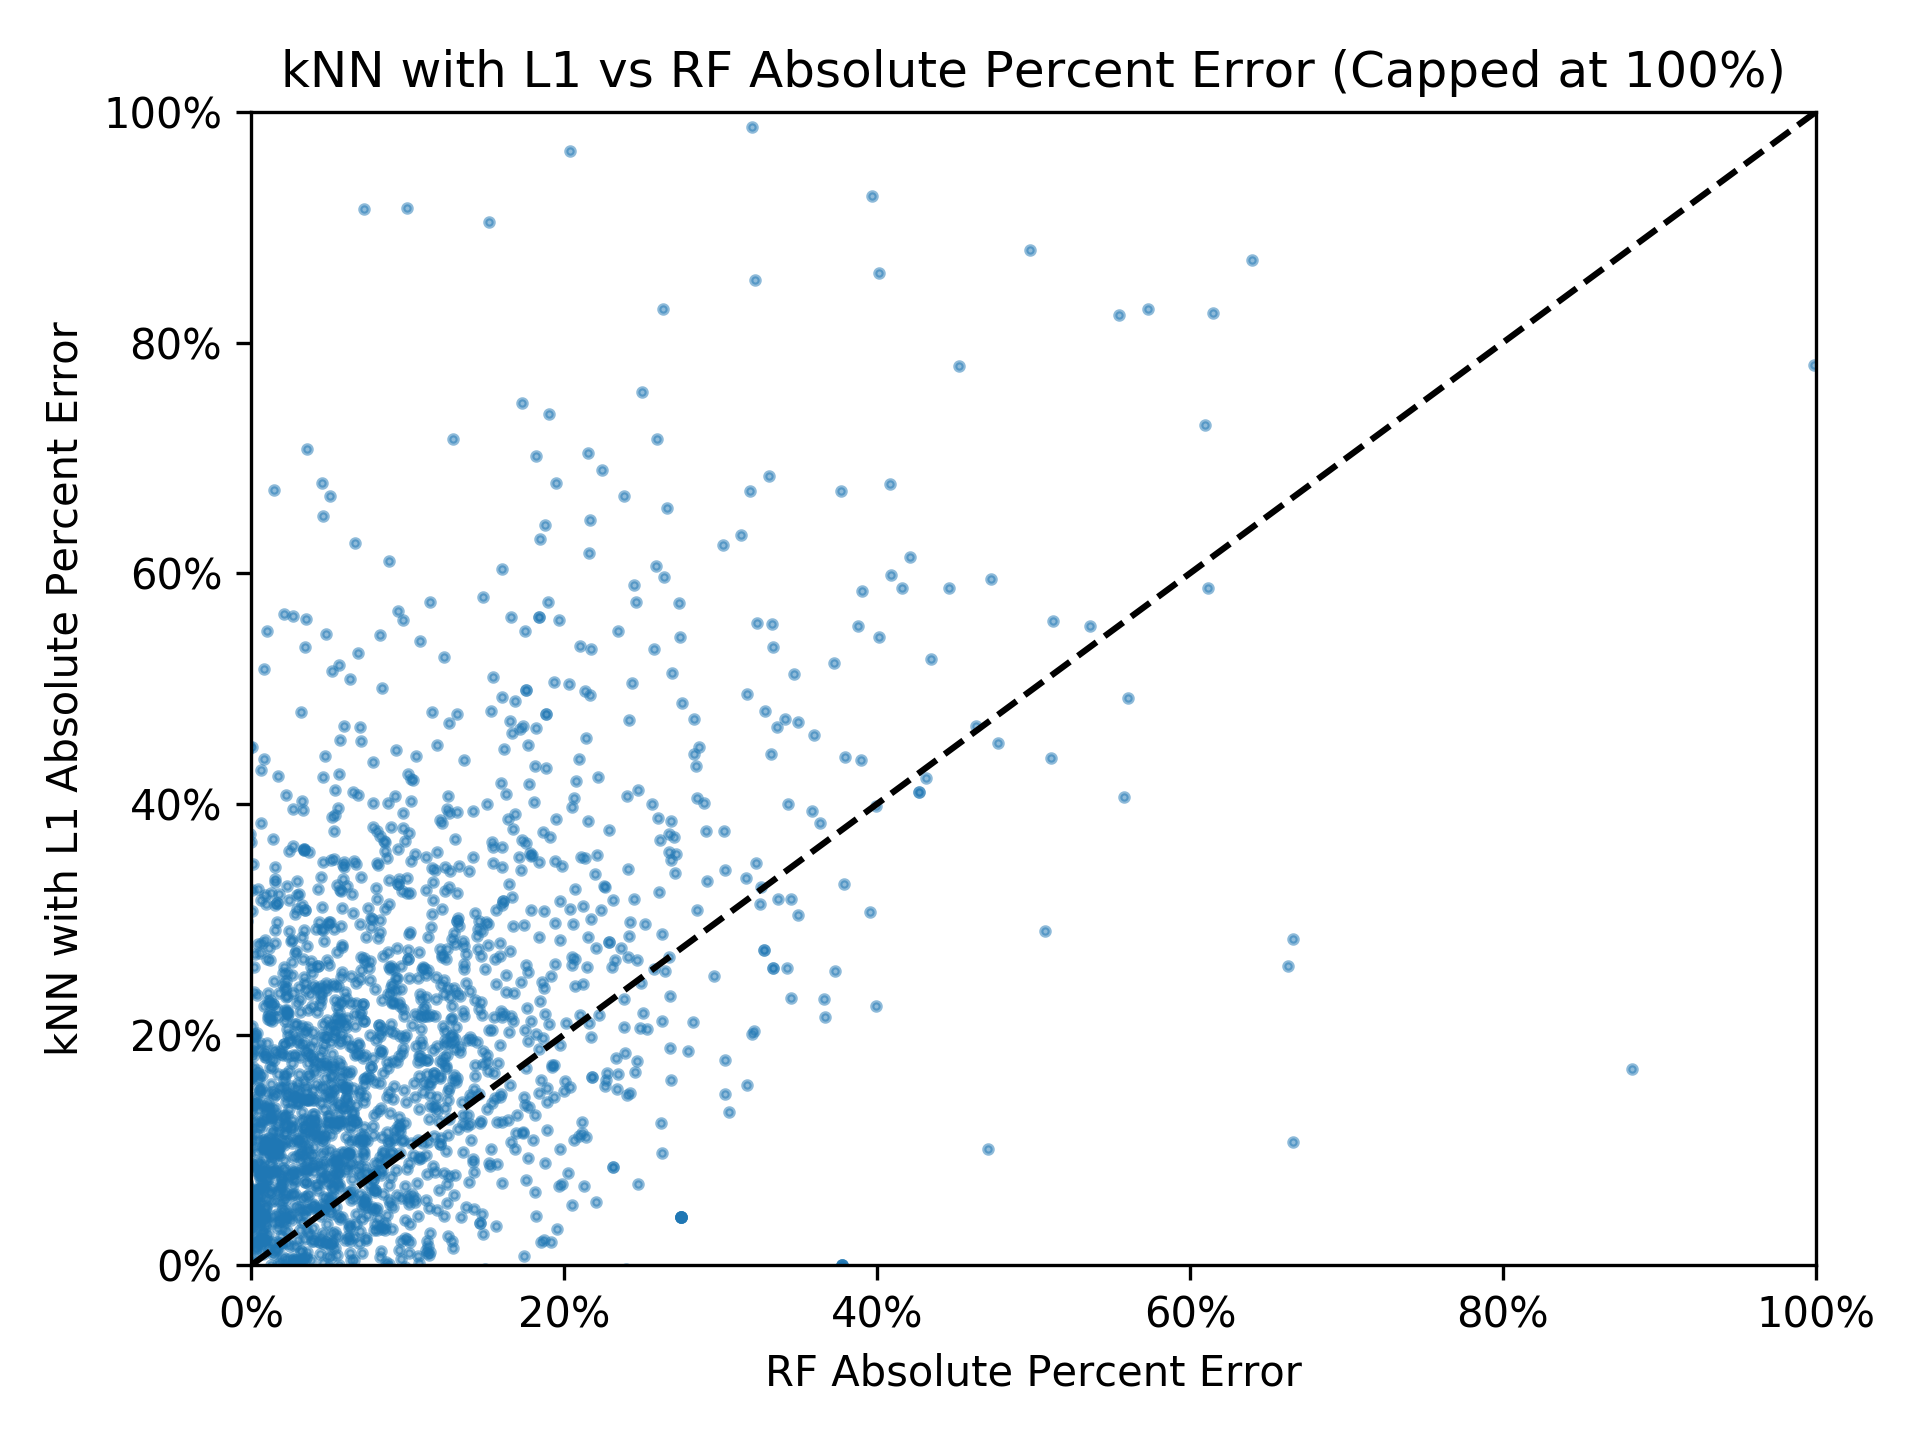 kNN with L1 vs RF Absolute Percent Error (Capped at 100%)
kNN with L1 Absolute Percent Error
100%
80%
60%
40%
20%
0%
0% 20% 40% 60% 80% 100%
RF Absolute Percent Error